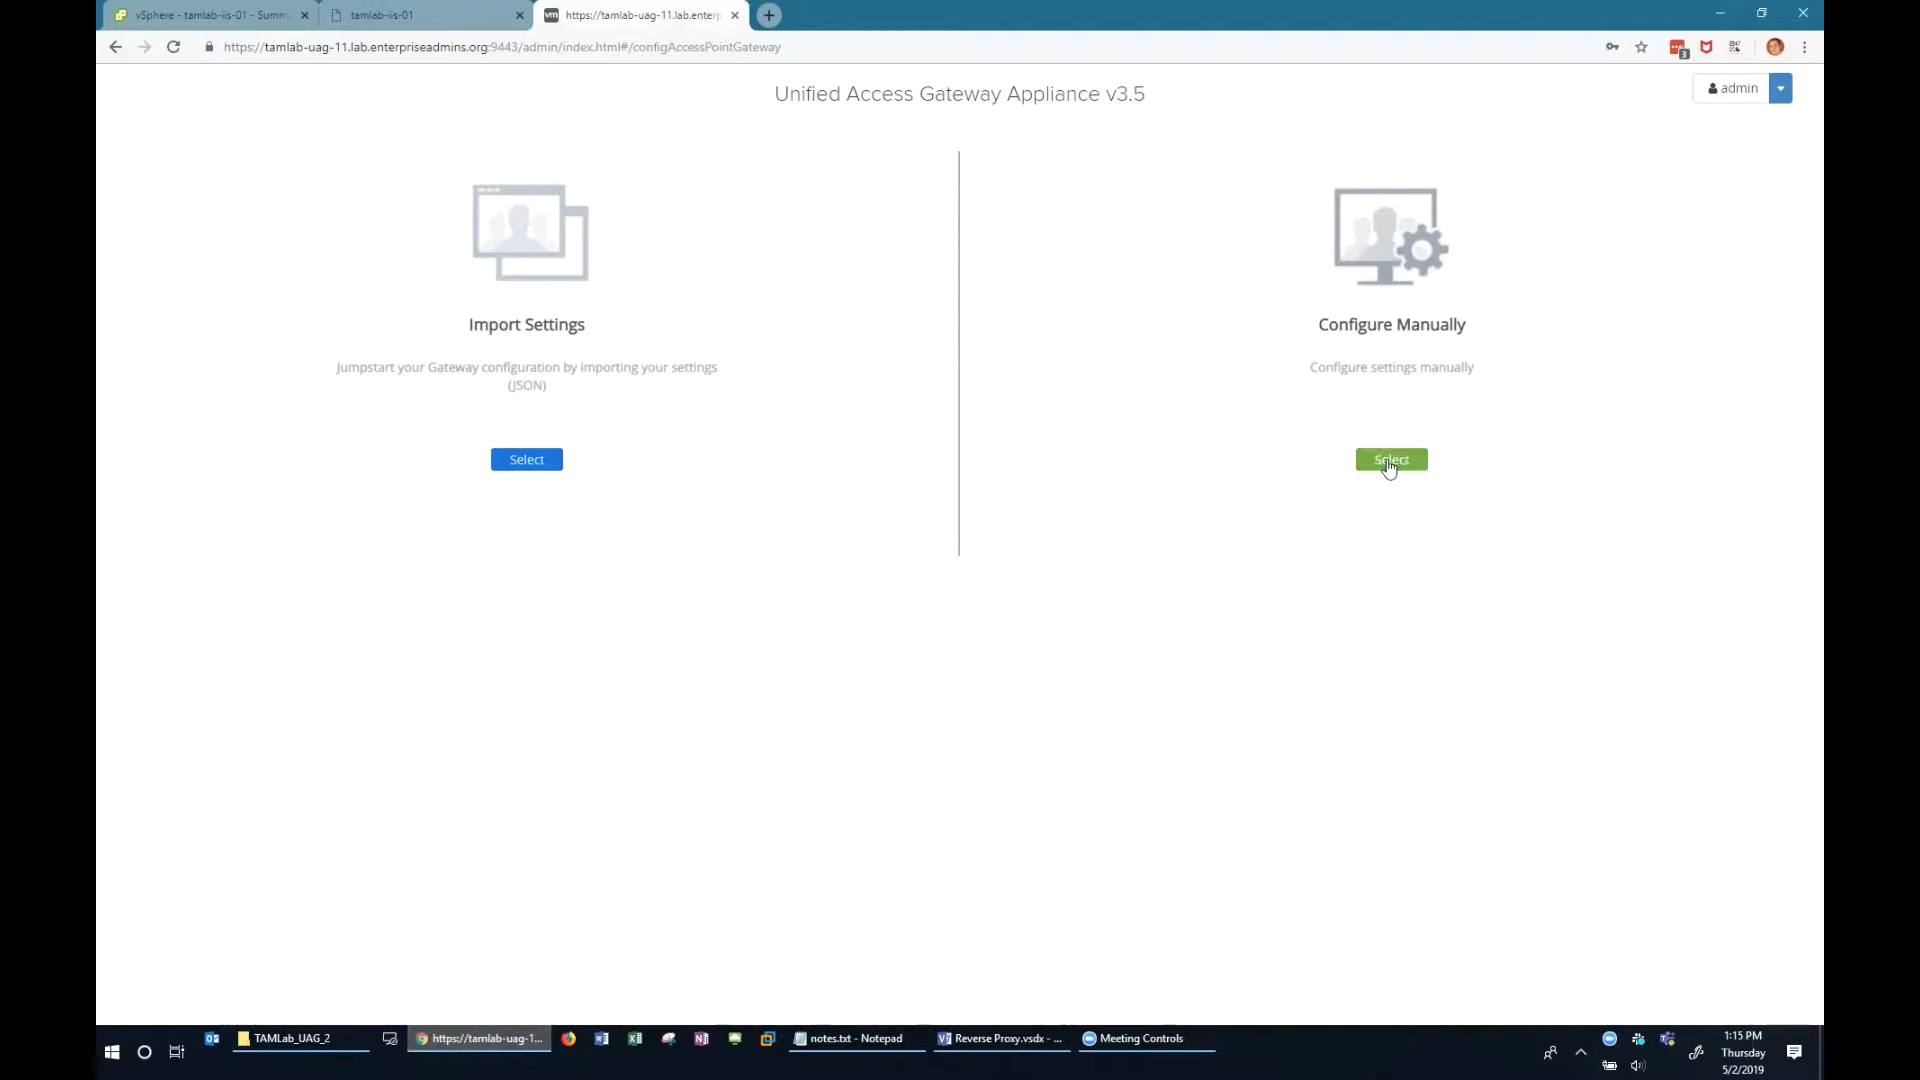 vSphere - tamlab-iis-01 - Summ
tamlab-iis-01
vm https://tamlab-uag-11.lab.enterp
https://tamlab-uag-11.lab.enterpriseadmins.org:9443/admin/index.html#/configAccessPointGateway
3
Unified Access Gateway Appliance v3.5
admin
Import Settings
Jumpstart your Gateway configuration by importing your settings
(JSON)
Select
Configure Manually
Configure settings manually
Select
TAMLab_UAG_2
https://tamlab-uag-1...
notes.txt - Notepad
Reverse Proxy.vsdx - ...
Meeting Controls
1:15 PM
Thursday
5/2/2019